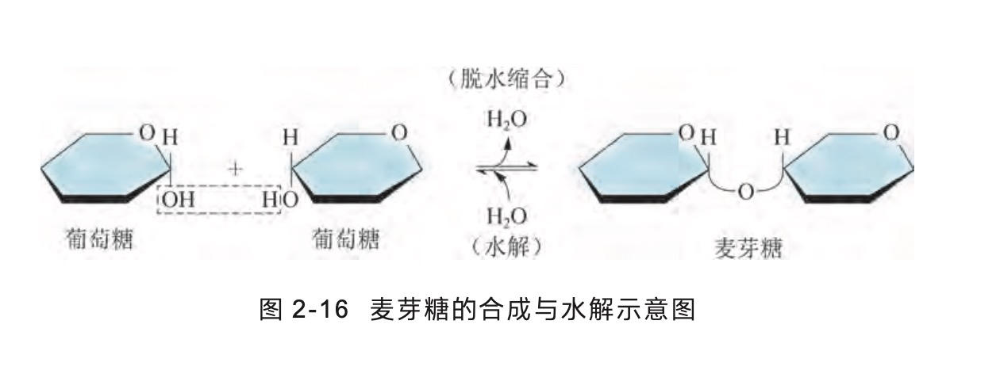 （脱水缩合）
H₂O
O H H O O H H O
+
OH HO O
H₂O
葡萄糖 葡萄糖 （水解） 麦芽糖
图 2-16 麦芽糖的合成与水解示意图